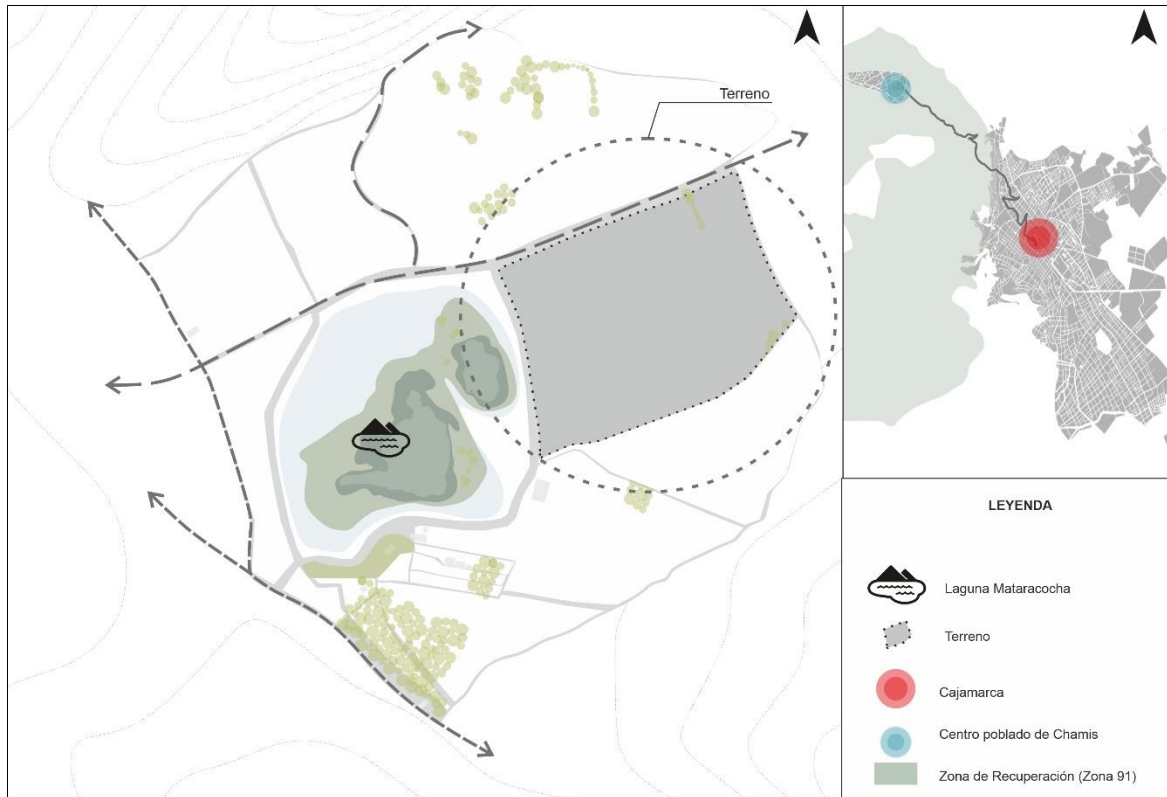 Terreno
LEYENDA
Laguna Mataracocha
Terreno
Cajamarca
Centro poblado de Chamis
Zona de Recuperación (Zona 91)